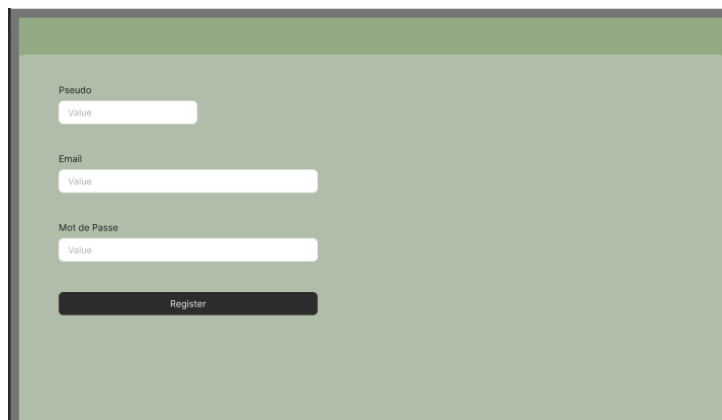 Pseudo
Value
Email
Value
Mot de Passe
Value
Register